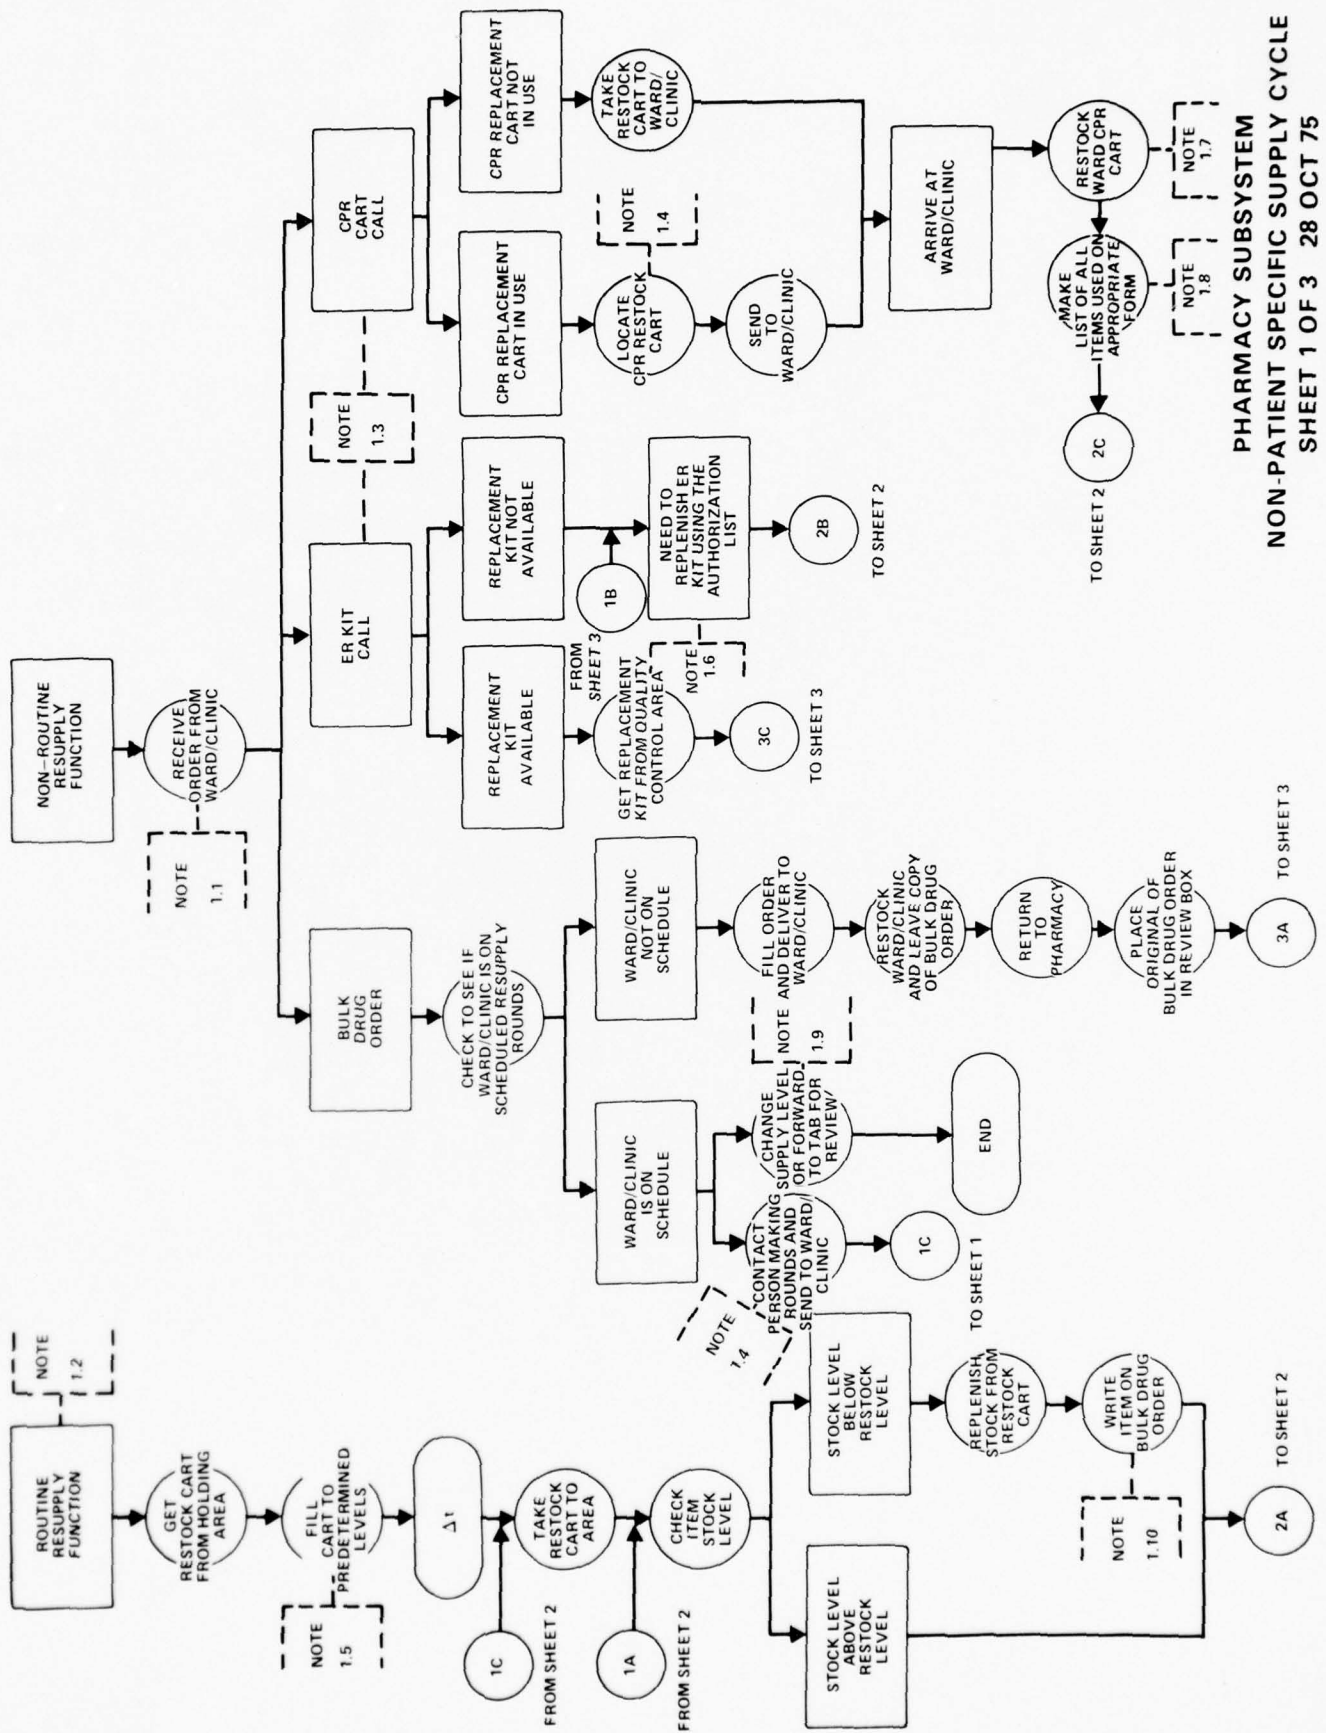 ROUTINE
RESUPPLY
FUNCTION
NOTE
1.2
GET
RESTOCK CART
FROM HOLDING
AREA
FILL
CART TO
PREDETERMINED
LEVELS
NOTE
1.5
Δt
1C
FROM SHEET 2
TAKE
RESTOCK
CART TO
AREA
1A
FROM SHEET 2
CHECK
ITEM
STOCK
LEVEL
STOCK LEVEL
ABOVE
RESTOCK
LEVEL
STOCK LEVEL
BELOW
RESTOCK
LEVEL
REPLENISH
STOCK FROM
RESTOCK
CART
WRITE
ITEM ON
BULK DRUG
ORDER
NOTE
1.10
2A
TO SHEET 2
NON-ROUTINE
RESUPPLY
FUNCTION
RECEIVE
ORDER FROM
WARD/CLINIC
NOTE
1.1
BULK
DRUG
ORDER
CHECK TO SEE IF
WARD/CLINIC IS ON
SCHEDULED RESUPPLY
ROUNDS
WARD/CLINIC
IS ON
SCHEDULE
CONTACT
PERSON MAKING
ROUNDS AND
SEND TO WARD/
CLINIC
NOTE
1.4
1C
TO SHEET 1
CHANGE
SUPPLY LEVEL
OR FORWARD
TO TAB FOR
REVIEW
END
WARD/CLINIC
NOT ON
SCHEDULE
FILL ORDER
AND DELIVER TO
WARD/CLINIC
NOTE
1.9
RESTOCK
WARD/CLINIC
AND LEAVE COPY
OF BULK DRUG
ORDER
RETURN
TO
PHARMACY
PLACE
ORIGINAL OF
BULK DRUG ORDER
IN REVIEW BOX
3A
TO SHEET 3
ER KIT
CALL
NOTE
1.3
REPLACEMENT
KIT
AVAILABLE
GET REPLACEMENT
KIT FROM QUALITY
CONTROL AREA
3C
TO SHEET 3
REPLACEMENT
KIT NOT
AVAILABLE
FROM
SHEET 3
1B
NEED TO
REPLENISH ER
KIT USING THE
AUTHORIZATION
LIST
NOTE
1.6
2B
TO SHEET 2
CPR
CART
CALL
CPR REPLACEMENT
CART IN USE
LOCATE
CPR RESTOCK
CART
NOTE
1.4
SEND
TO
WARD/CLINIC
CPR REPLACEMENT
CART NOT
IN USE
TAKE
RESTOCK
CART TO
WARD/
CLINIC
ARRIVE AT
WARD/CLINIC
RESTOCK
WARD CPR
CART
NOTE
1.7
MAKE
LIST OF ALL
ITEMS USED ON
APPROPRIATE
FORM
NOTE
1.8
2C
TO SHEET 2
PHARMACY SUBSYSTEM
NON-PATIENT SPECIFIC SUPPLY CYCLE
SHEET 1 OF 3 28 OCT 75